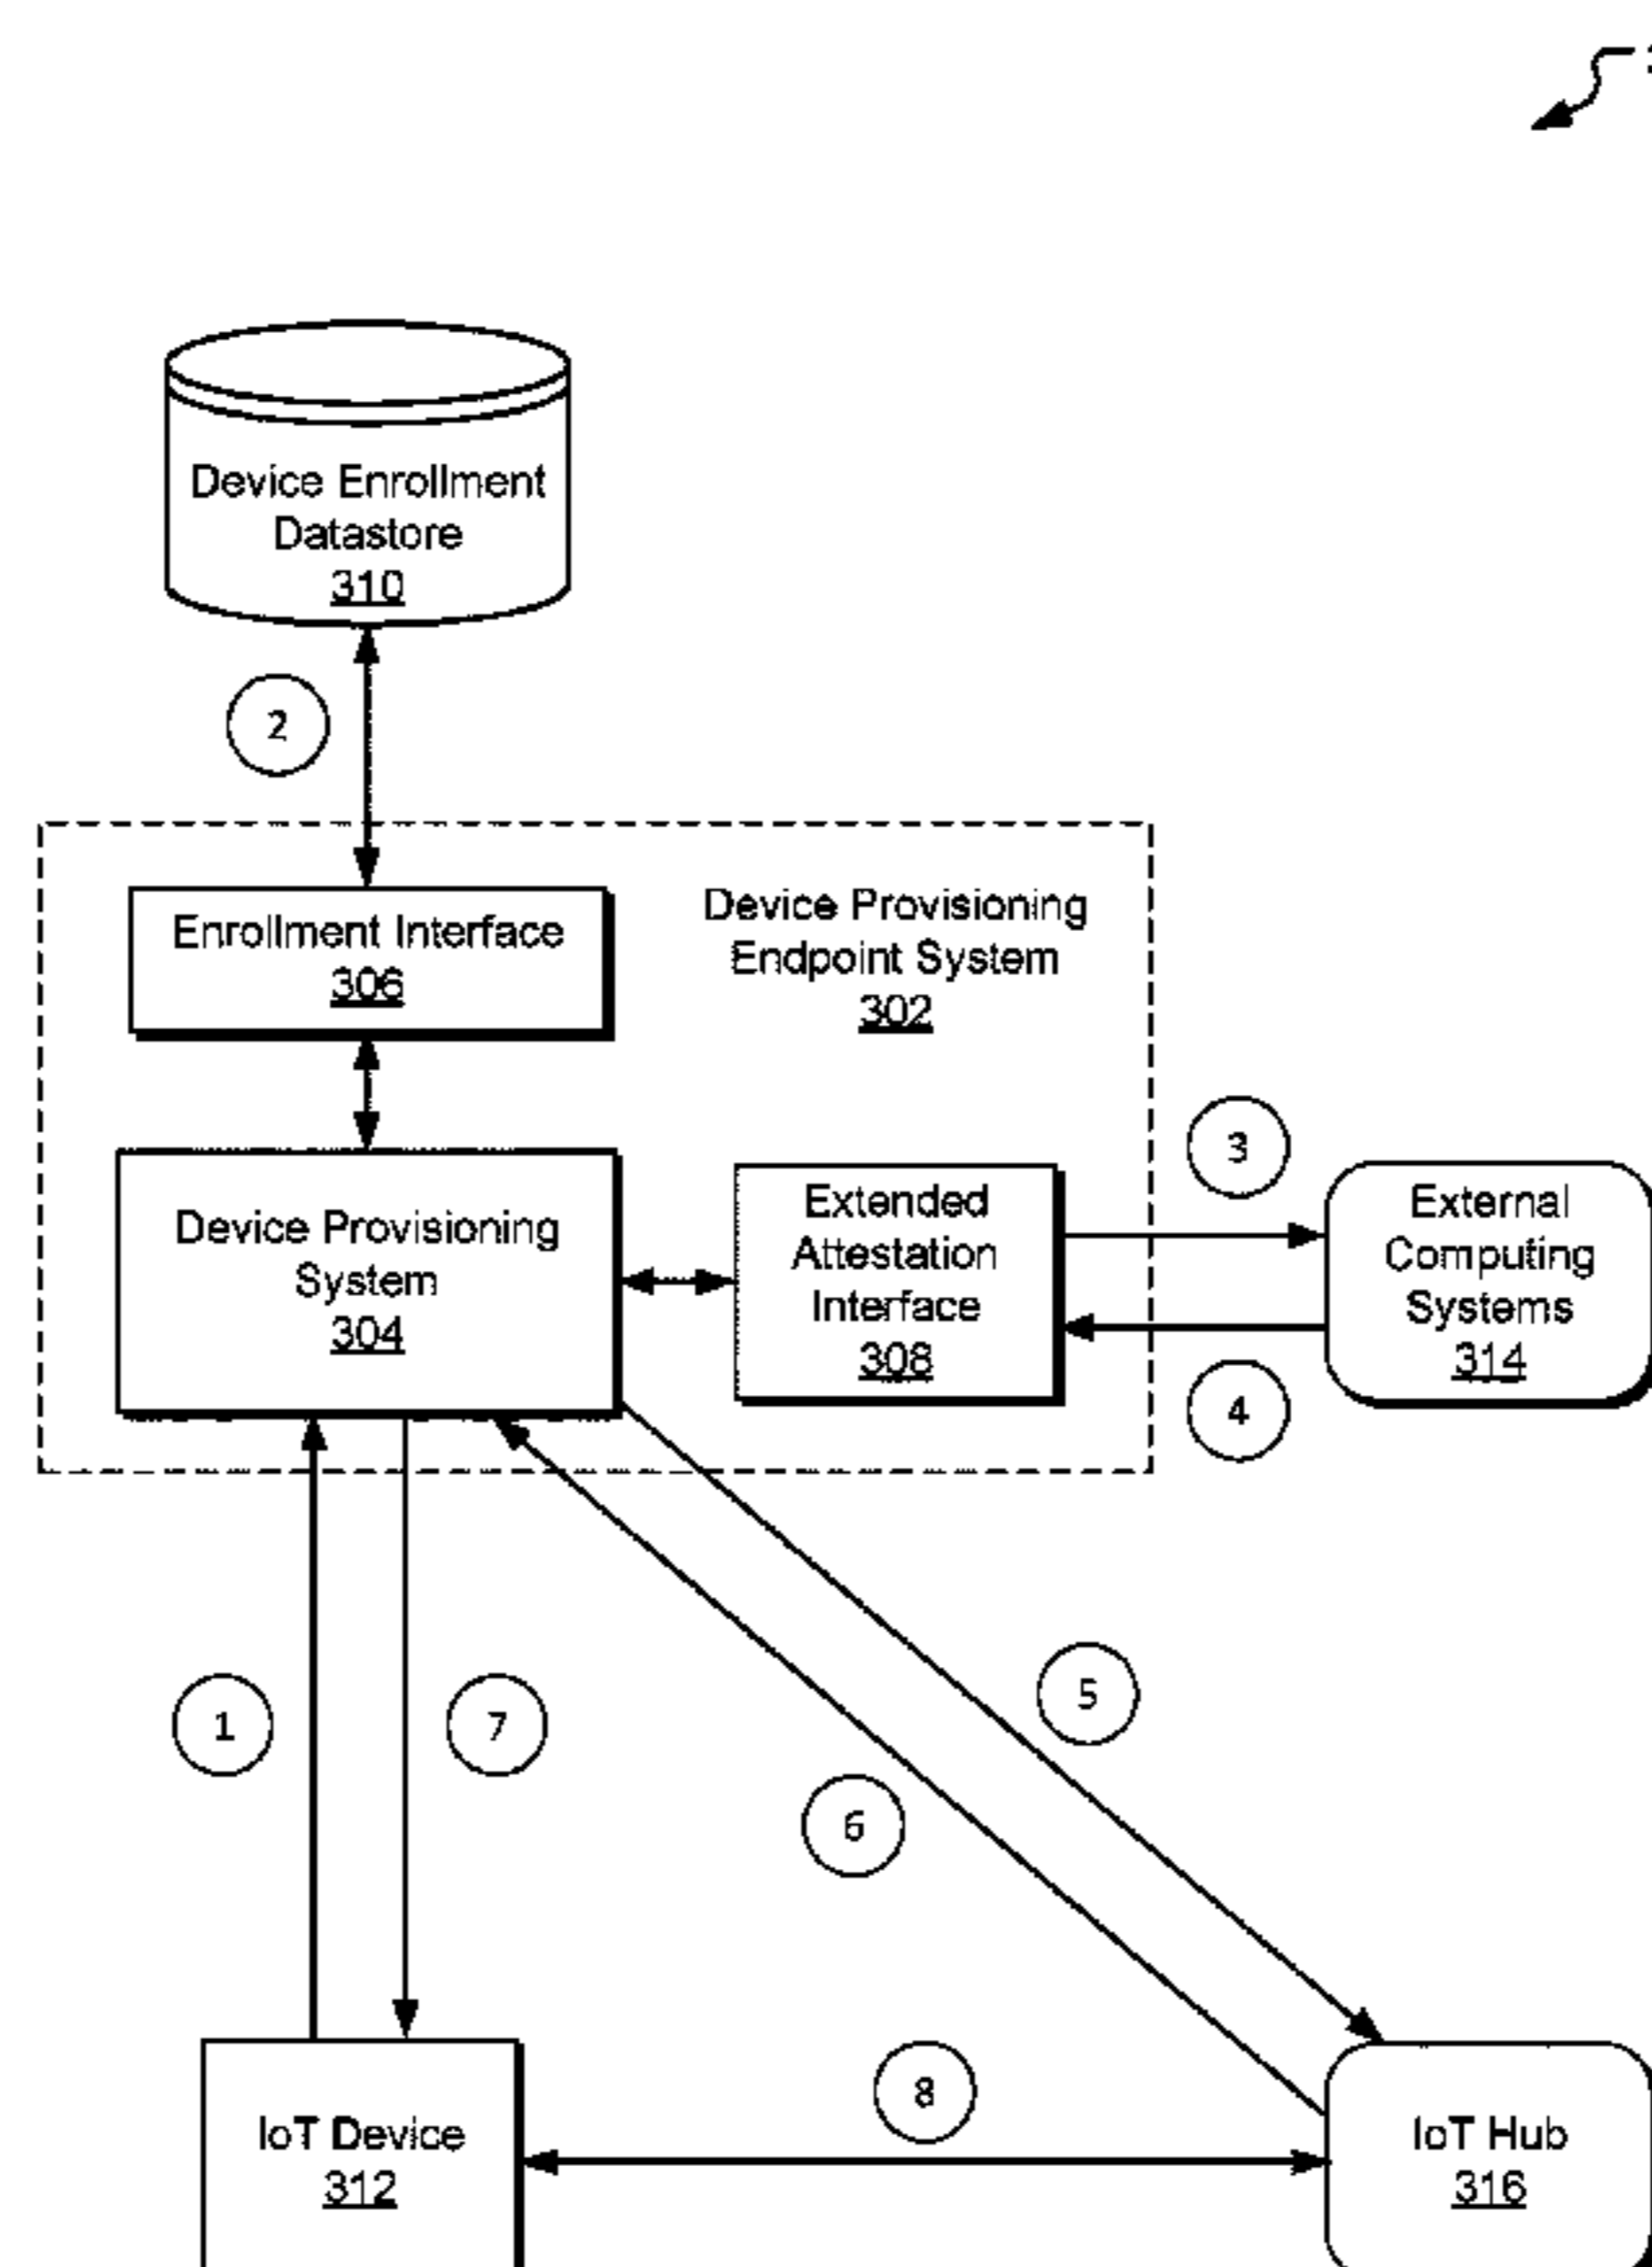 Device Enrollment
Datastore
310
2
Enrollment Interface
306
Device Provisioning
Endpoint System
302
3
Device Provisioning
System
304
Extended
Attestation
Interface
308
External
Computing
Systems
314
4
1
7
5
6
8
IoT Device
312
IoT Hub
316